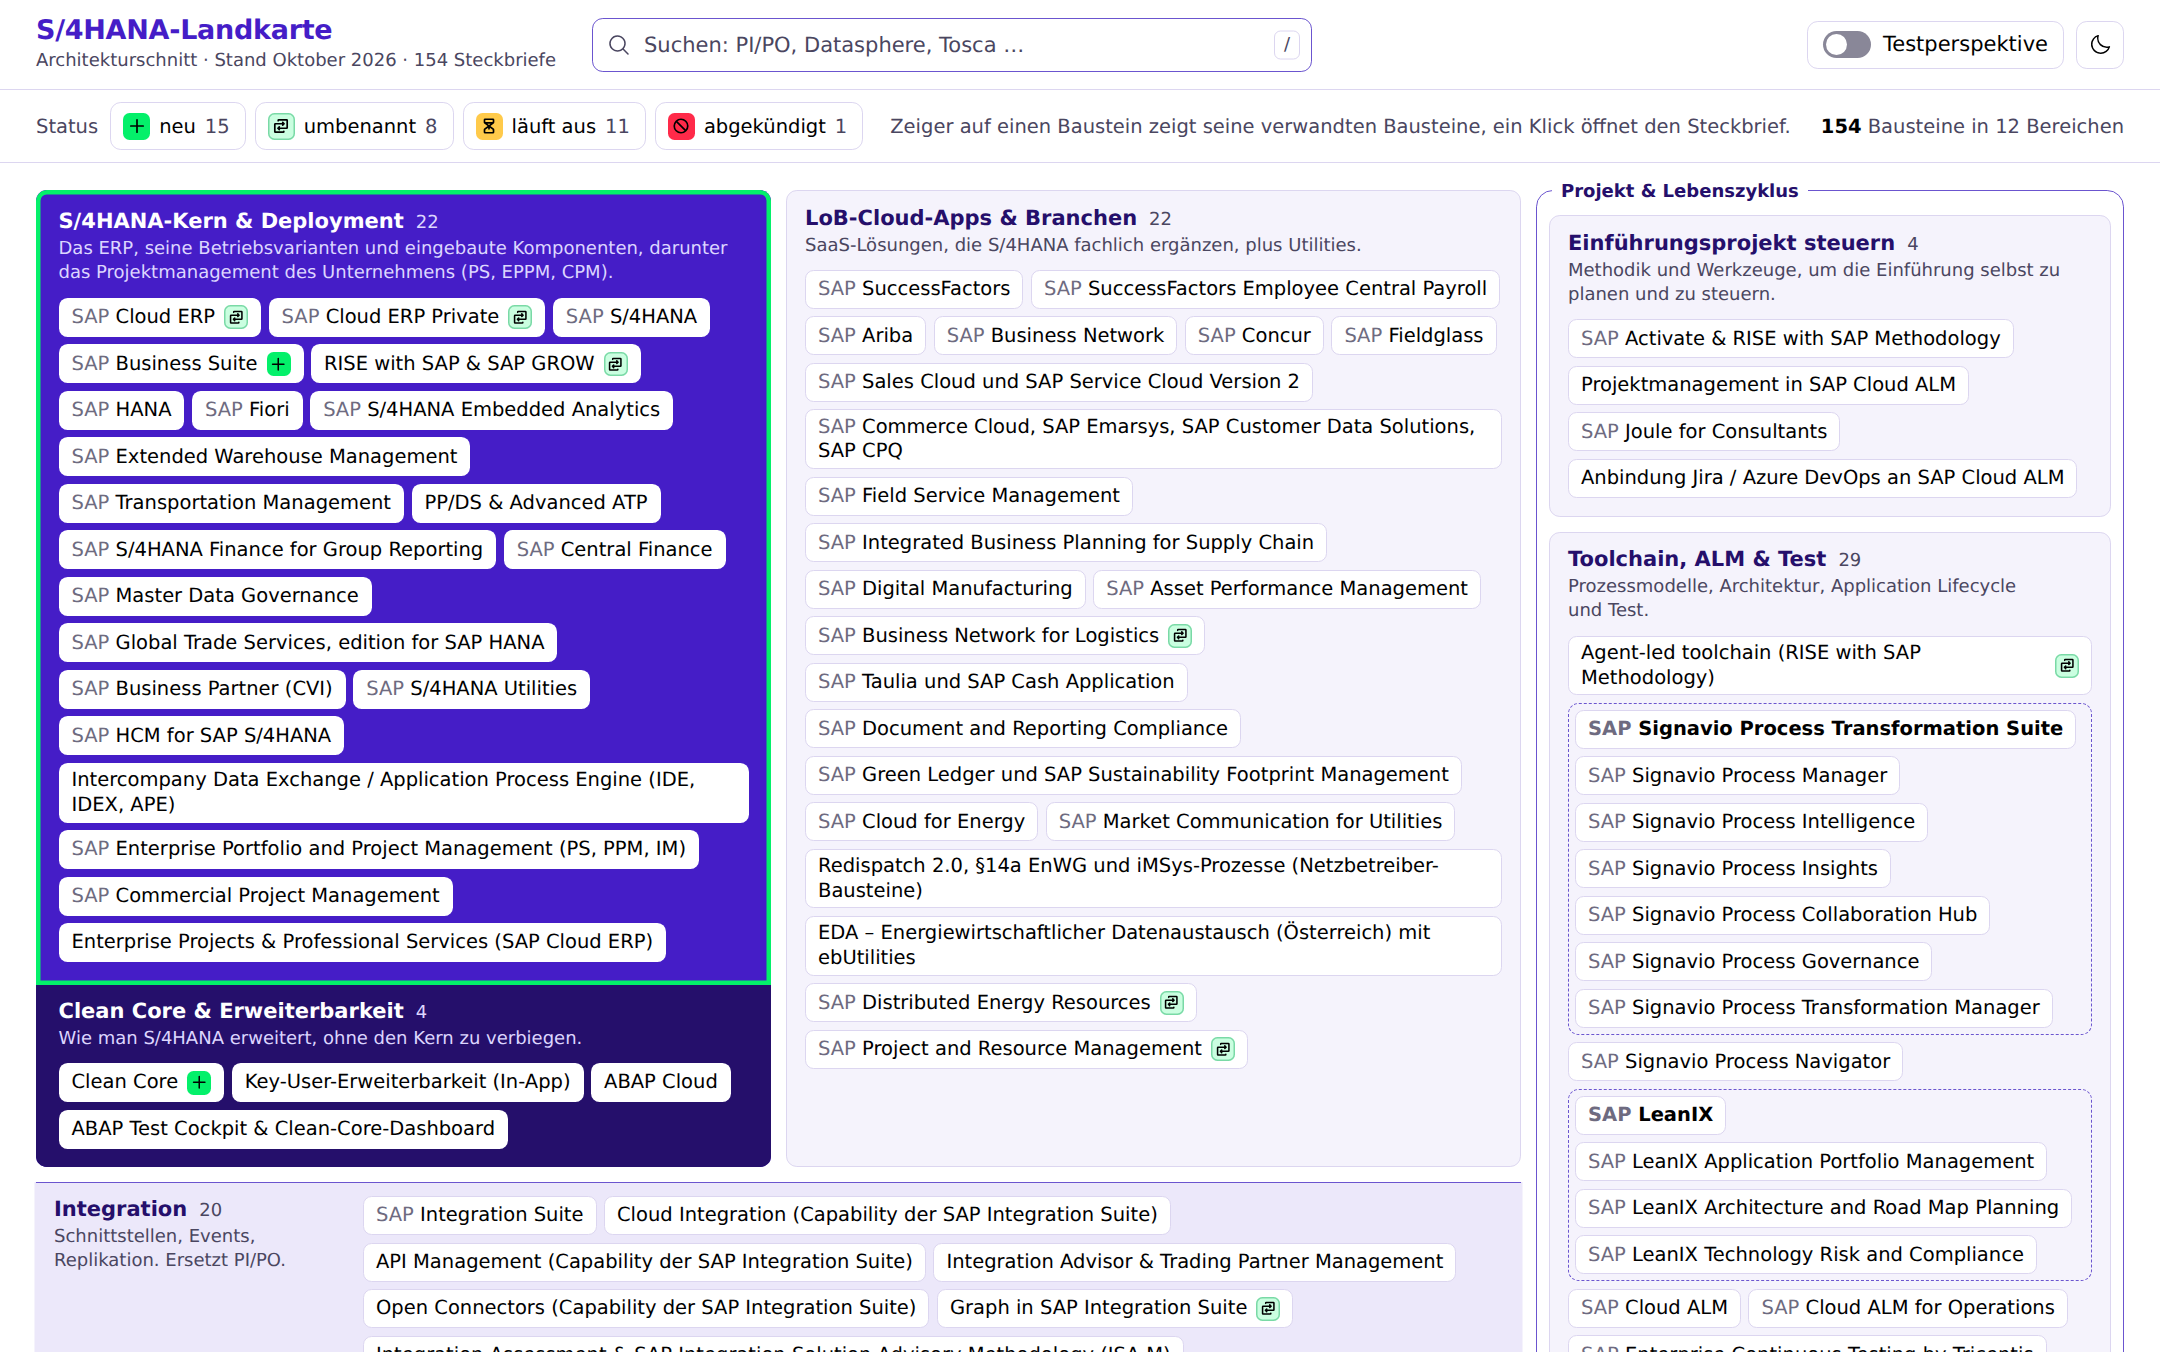 S/4HANA-Landkarte
Architekturschnitt · Stand Oktober 2026 · 154 Steckbriefe
Suchen: PI/PO, Datasphere, Tosca …
/
Testperspektive
Status
neu 15
umbenannt 8
läuft aus 11
abgekündigt 1
Zeiger auf einen Baustein zeigt seine verwandten Bausteine, ein Klick öffnet den Steckbrief.
154 Bausteine in 12 Bereichen
S/4HANA-Kern & Deployment 22
Das ERP, seine Betriebsvarianten und eingebaute Komponenten, darunter
das Projektmanagement des Unternehmens (PS, EPPM, CPM).
SAP Cloud ERP
SAP Cloud ERP Private
SAP S/4HANA
SAP Business Suite
RISE with SAP & SAP GROW
SAP HANA
SAP Fiori
SAP S/4HANA Embedded Analytics
SAP Extended Warehouse Management
SAP Transportation Management
PP/DS & Advanced ATP
SAP S/4HANA Finance for Group Reporting
SAP Central Finance
SAP Master Data Governance
SAP Global Trade Services, edition for SAP HANA
SAP Business Partner (CVI)
SAP S/4HANA Utilities
SAP HCM for SAP S/4HANA
Intercompany Data Exchange / Application Process Engine (IDE,
IDEX, APE)
SAP Enterprise Portfolio and Project Management (PS, PPM, IM)
SAP Commercial Project Management
Enterprise Projects & Professional Services (SAP Cloud ERP)
Clean Core & Erweiterbarkeit 4
Wie man S/4HANA erweitert, ohne den Kern zu verbiegen.
Clean Core
Key-User-Erweiterbarkeit (In-App)
ABAP Cloud
ABAP Test Cockpit & Clean-Core-Dashboard
LoB-Cloud-Apps & Branchen 22
SaaS-Lösungen, die S/4HANA fachlich ergänzen, plus Utilities.
SAP SuccessFactors
SAP SuccessFactors Employee Central Payroll
SAP Ariba
SAP Business Network
SAP Concur
SAP Fieldglass
SAP Sales Cloud und SAP Service Cloud Version 2
SAP Commerce Cloud, SAP Emarsys, SAP Customer Data Solutions,
SAP CPQ
SAP Field Service Management
SAP Integrated Business Planning for Supply Chain
SAP Digital Manufacturing
SAP Asset Performance Management
SAP Business Network for Logistics
SAP Taulia und SAP Cash Application
SAP Document and Reporting Compliance
SAP Green Ledger und SAP Sustainability Footprint Management
SAP Cloud for Energy
SAP Market Communication for Utilities
Redispatch 2.0, §14a EnWG und iMSys-Prozesse (Netzbetreiber-
Bausteine)
EDA – Energiewirtschaftlicher Datenaustausch (Österreich) mit
ebUtilities
SAP Distributed Energy Resources
SAP Project and Resource Management
Projekt & Lebenszyklus
Einführungsprojekt steuern 4
Methodik und Werkzeuge, um die Einführung selbst zu
planen und zu steuern.
SAP Activate & RISE with SAP Methodology
Projektmanagement in SAP Cloud ALM
SAP Joule for Consultants
Anbindung Jira / Azure DevOps an SAP Cloud ALM
Toolchain, ALM & Test 29
Prozessmodelle, Architektur, Application Lifecycle
und Test.
Agent-led toolchain (RISE with SAP
Methodology)
SAP Signavio Process Transformation Suite
SAP Signavio Process Manager
SAP Signavio Process Intelligence
SAP Signavio Process Insights
SAP Signavio Process Collaboration Hub
SAP Signavio Process Governance
SAP Signavio Process Transformation Manager
SAP Signavio Process Navigator
SAP LeanIX
SAP LeanIX Application Portfolio Management
SAP LeanIX Architecture and Road Map Planning
SAP LeanIX Technology Risk and Compliance
SAP Cloud ALM
SAP Cloud ALM for Operations
SAP Enterprise Continuous Testing by Tricentis
Integration 20
Schnittstellen, Events,
Replikation. Ersetzt PI/PO.
SAP Integration Suite
Cloud Integration (Capability der SAP Integration Suite)
API Management (Capability der SAP Integration Suite)
Integration Advisor & Trading Partner Management
Open Connectors (Capability der SAP Integration Suite)
Graph in SAP Integration Suite
Integration Assessment & SAP Integration Solution Advisory Methodology (ISA-M)